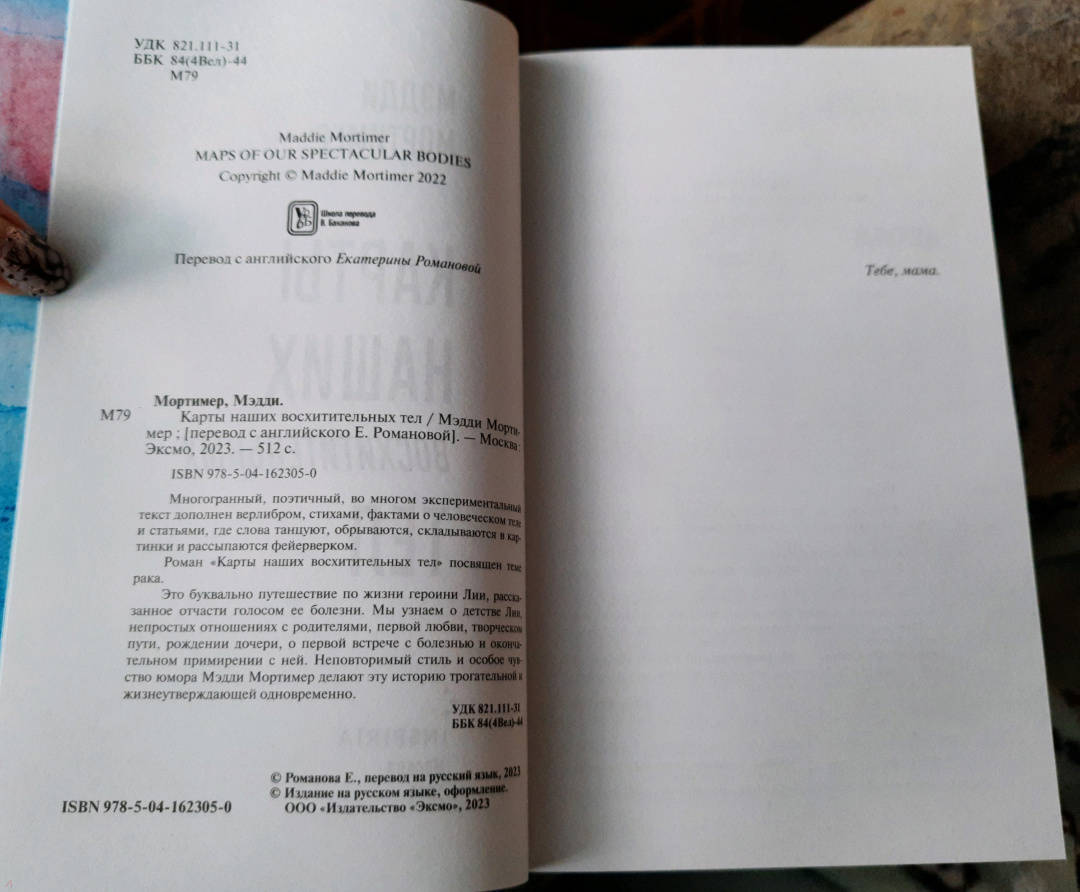 УДК 821.111-31
ББК 84(4Вел)-44
М79
Maddie Mortimer
MAPS OF OUR SPECTACULAR BODIES
Copyright © Maddie Mortimer 2022
Школа перевода
В. Баканова
Перевод с английского Екатерины Романовой
Мортимер, Мэдди.
М79 Карты наших восхитительных тел / Мэдди Морти-
мер ; [перевод с английского Е. Романовой]. — Москва :
Эксмо, 2023. — 512 с.
ISBN 978-5-04-162305-0
Многогранный, поэтичный, во многом экспериментальный
текст дополнен верлибром, стихами, фактами о человеческом теле
и статьями, где слова танцуют, обрываются, складываются в кар-
тинки и рассыпаются фейерверком.
Роман «Карты наших восхитительных тел» посвящен теме
рака.
Это буквально путешествие по жизни героини Лии, расска-
занное отчасти голосом ее болезни. Мы узнаем о детстве Лии,
непростых отношениях с родителями, первой любви, творческом
пути, рождении дочери, о первой встрече с болезнью и оконча-
тельном примирении с ней. Неповторимый стиль и особое чув-
ство юмора Мэдди Мортимер делают эту историю трогательной и
жизнеутверждающей одновременно.
УДК 821.111-31
ББК 84(4Вел)-44
© Романова Е., перевод на русский язык, 2023
© Издание на русском языке, оформление.
ООО «Издательство «Эксмо», 2023
ISBN 978-5-04-162305-0
Тебе, мама.